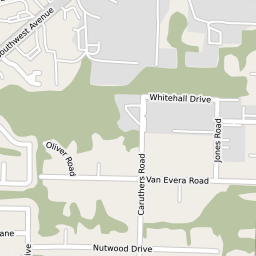 Southwest Avenue
Whitehall Drive
Jones Road
Oliver Road
Caruthers Road
Van Evera Road
Nutwood Drive